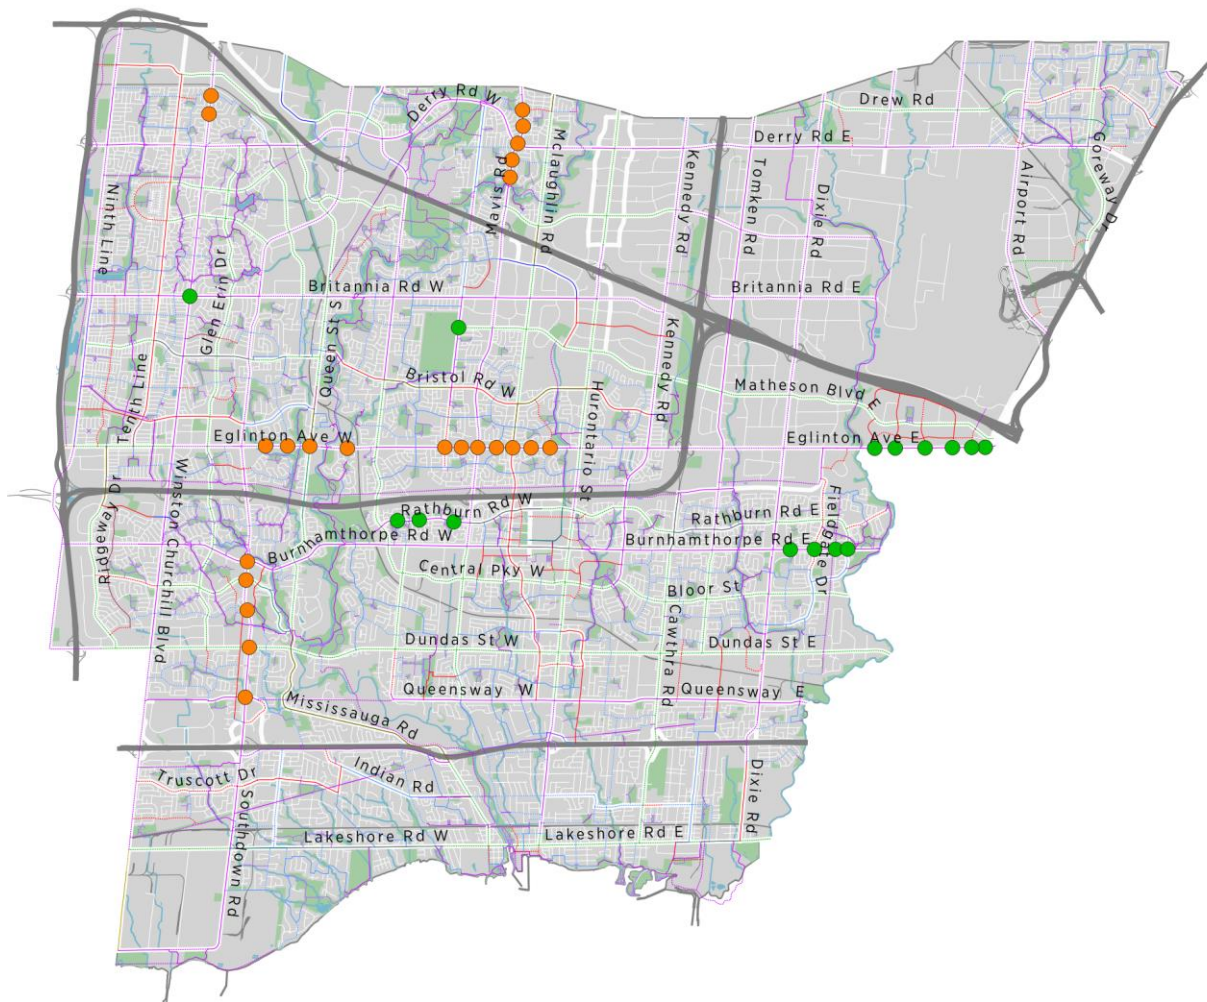 Derry Rd W
Drew Rd
Derry Rd E
Mclaughlin Rd
Mavis Rd
Kennedy Rd
Tomken Rd
Dixie Rd
Airport Rd
Goreway Dr
Ninth Line
Glen Erin Dr
Britannia Rd W
Britannia Rd E
Queen St S
Tenth Line
Kennedy Rd
Bristol Rd W
Hurontario St
Matheson Blvd E
Eglinton Ave W
Eglinton Ave E
Ridgeway Dr
Winston Churchill Blvd
Rathburn Rd W
Rathburn Rd E
Fieldgate Dr
Burnhamthorpe Rd W
Burnhamthorpe Rd E
Central Pky W
Bloor St
Cawthra Rd
Dundas St W
Dundas St E
Queensway W
Queensway E
Mississauga Rd
Truscott Dr
Indian Rd
Dixie Rd
Southdown Rd
Lakeshore Rd W
Lakeshore Rd E